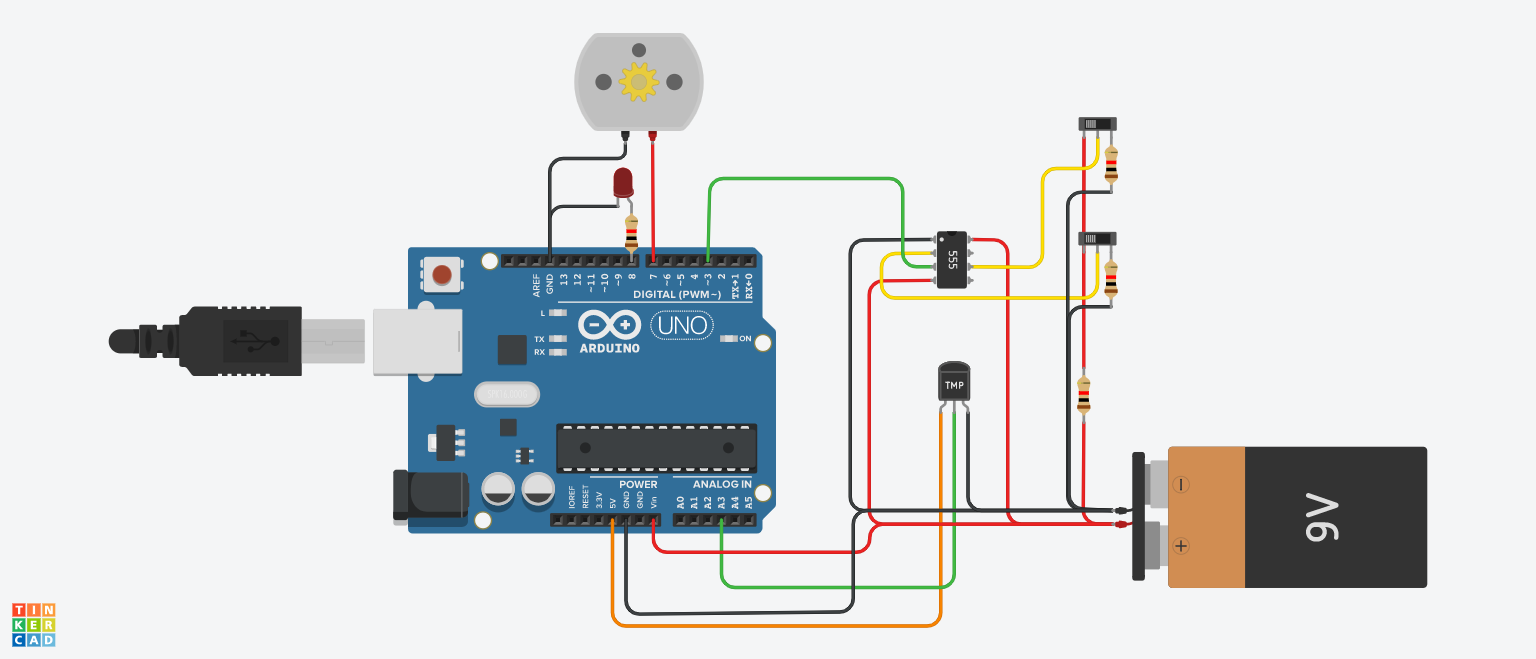 AREF
GND
13
12
~11
~10
~9
8
7
~6
~5
4
~3
2
TX→1
RX←0
DIGITAL (PWM~)
L
TX
RX
UNO
ON
ARDUINO
555
TMP
POWER
ANALOG IN
IOREF
RESET
3.3V
5V
GND
GND
Vin
A0
A1
A2
A3
A4
A5
9V
TIN
KER
CAD